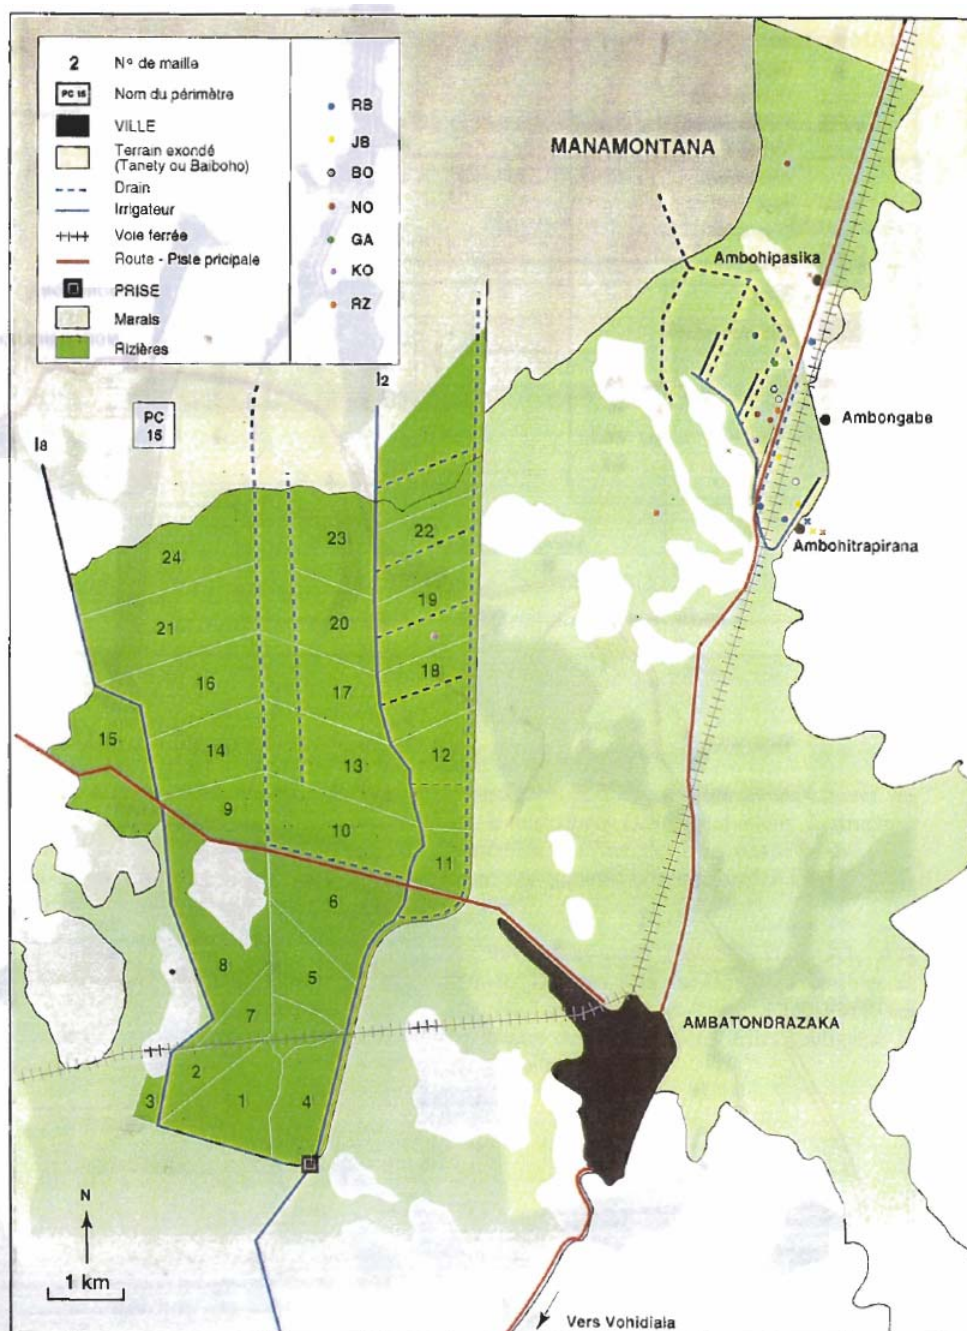 2 N° de maille
PC 15 Nom du périmètre
VILLE
Terrain exondé
(Tanety ou Baiboho)
Drain
Irrigateur
Voie ferrée
Route - Piste pricipale
PRISE
Marais
Rizières
RB
JB
BO
NO
GA
KO
RZ
MANAMONTANA
Ambohipasika
Ambongabe
Ambohitrapirana
I2
PC
15
I8
24
23
22
21
20
19
18
17
16
15
14
13
12
11
10
9
8
7
6
5
4
3
2
1
AMBATONDRAZAKA
N
1 km
Vers Vohidiala